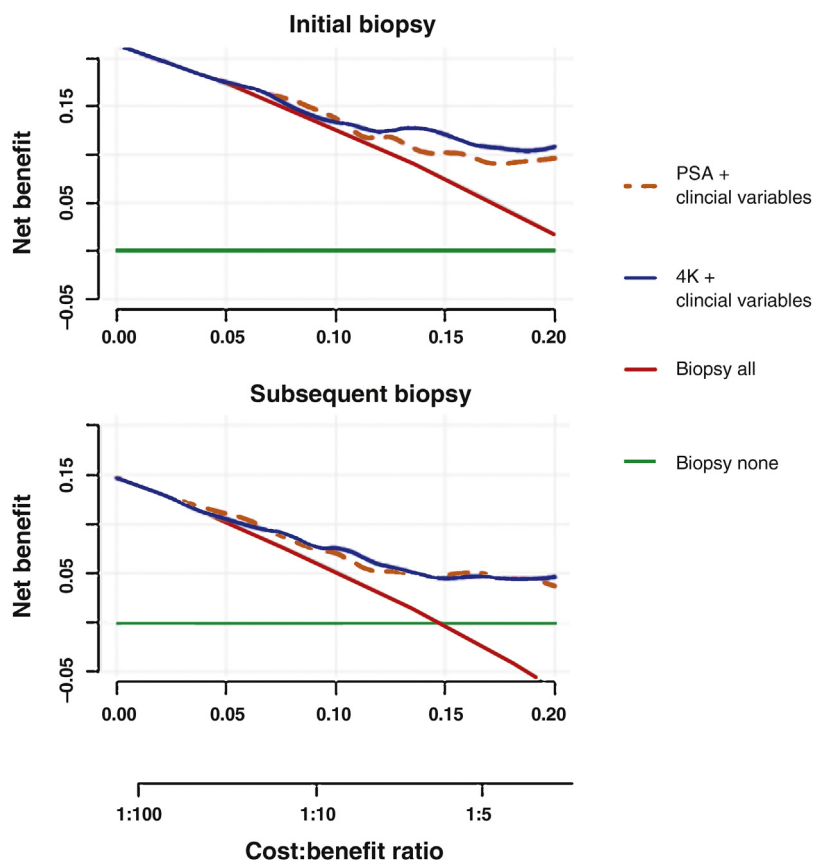 Initial biopsy
Net benefit
0.15
0.05
−0.05
0.00 0.05 0.10 0.15 0.20
PSA +
clincial variables
4K +
clincial variables
Biopsy all
Biopsy none
Subsequent biopsy
Net benefit
0.15
0.05
−0.05
0.00 0.05 0.10 0.15 0.20
1:100 1:10 1:5
Cost:benefit ratio